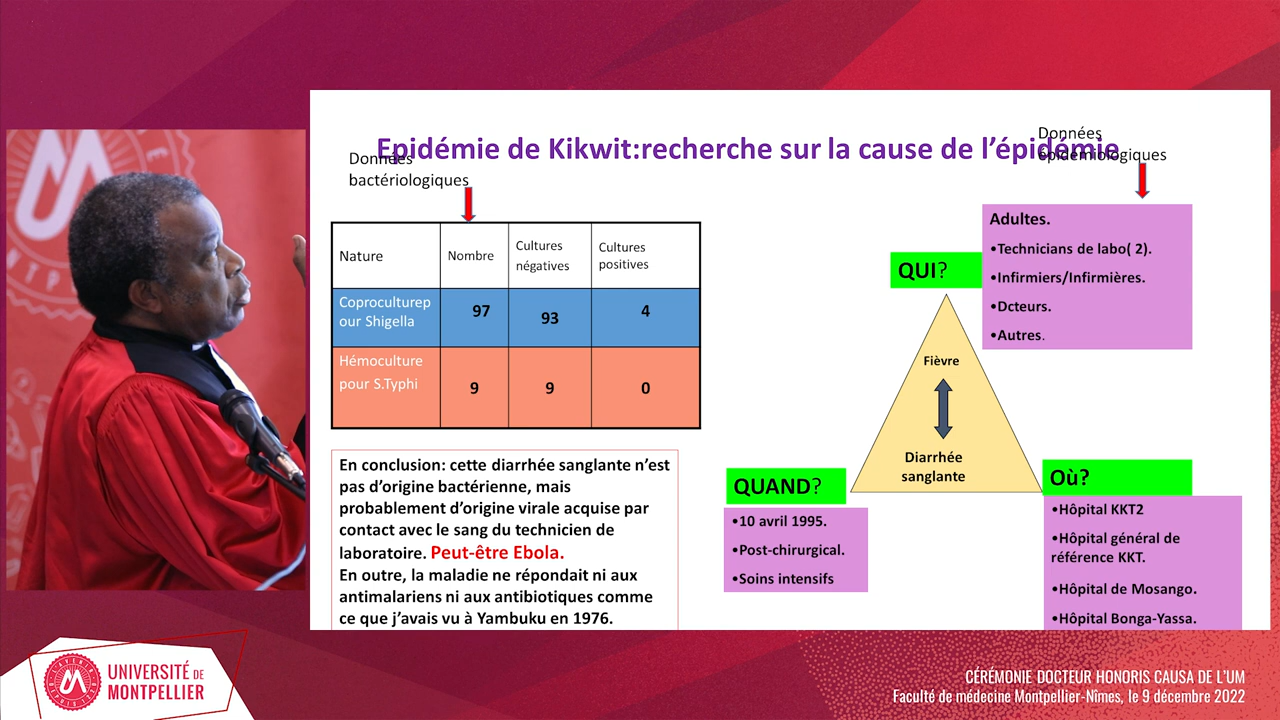 Epidémie de Kikwit:recherche sur la cause de l'épidémie
Données
bactériologiques
Données
épidémiologiques
Nature
Nombre
Cultures
négatives
Cultures
positives
Coproculturep
our Shigella
97
93
4
Hémoculture
pour S.Typhi
9
9
0
En conclusion: cette diarrhée sanglante n'est
pas d'origine bactérienne, mais
probablement d'origine virale acquise par
contact avec le sang du technicien de
laboratoire. Peut-être Ebola.
En outre, la maladie ne répondait ni aux
antimalariens ni aux antibiotiques comme
ce que j'avais vu à Yambuku en 1976.
QUI?
Adultes.
•Technicians de labo( 2).
•Infirmiers/Infirmières.
•Dcteurs.
•Autres.
Fièvre
Diarrhée
sanglante
QUAND?
•10 avril 1995.
•Post-chirurgical.
•Soins intensifs
Où?
•Hôpital KKT2
•Hôpital général de
référence KKT.
•Hôpital de Mosango.
•Hôpital Bonga-Yassa.
UNIVERSITÉ DE
MONTPELLIER
CÉRÉMONIE DOCTEUR HONORIS CAUSA DE L'UM
Faculté de médecine Montpellier-Nîmes, le 9 décembre 2022